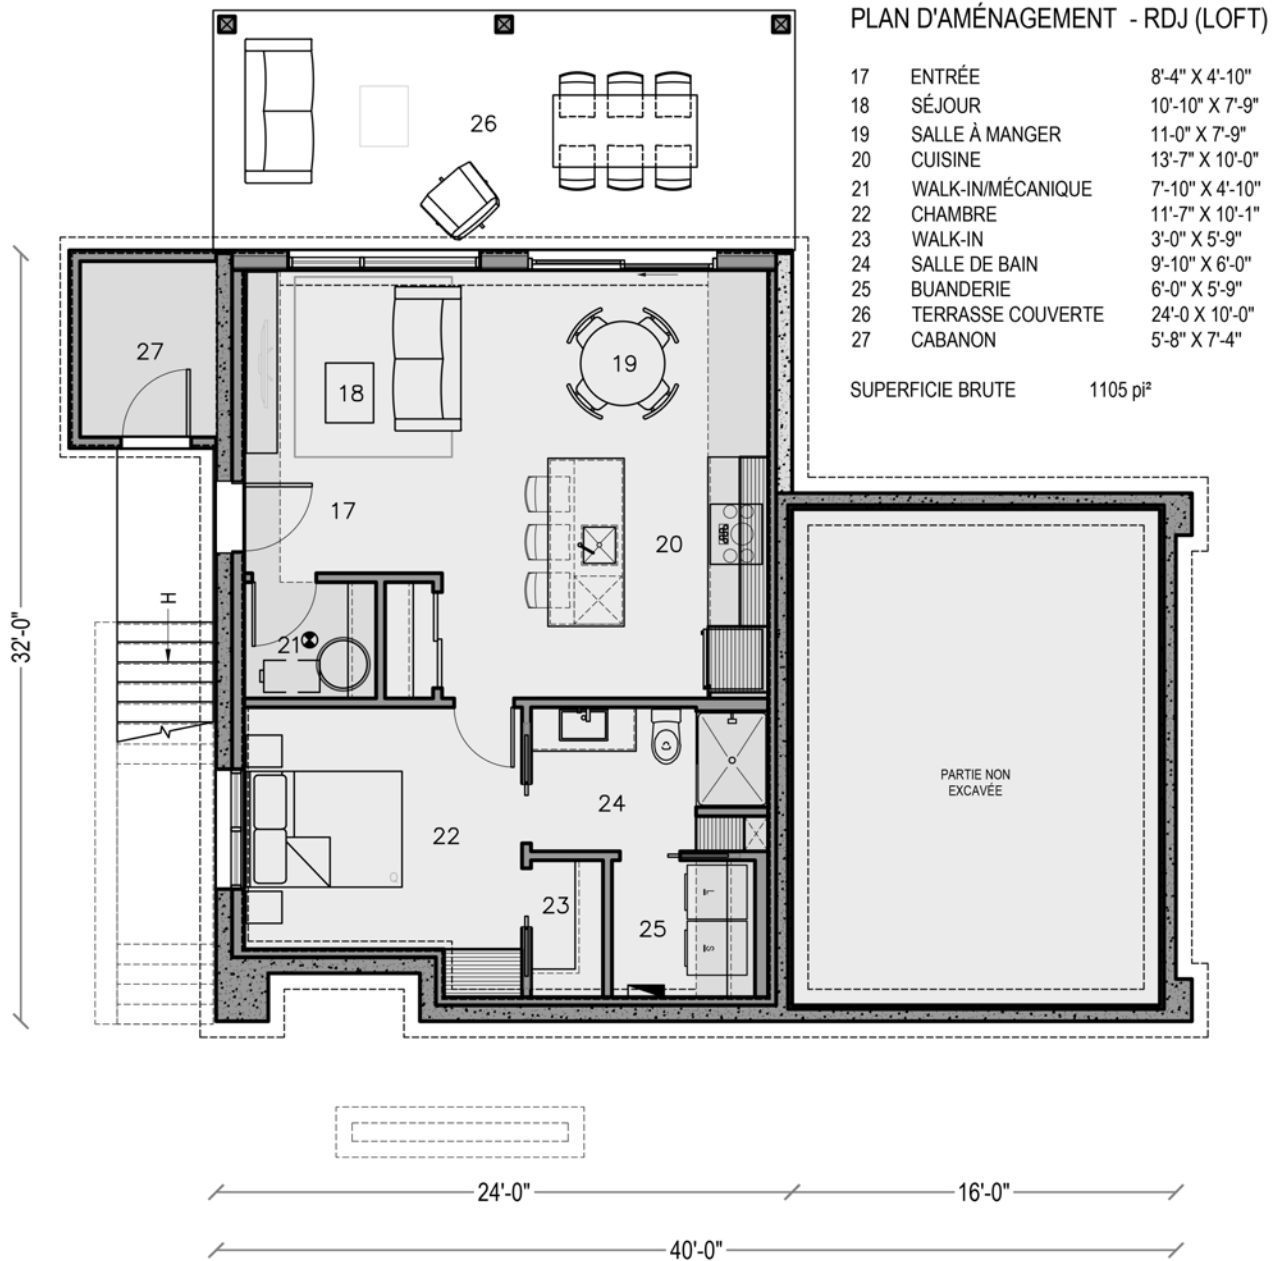 PLAN D'AMÉNAGEMENT - RDJ (LOFT)
17 ENTRÉE 8'-4" X 4'-10"
18 SÉJOUR 10'-10" X 7'-9"
19 SALLE À MANGER 11-0" X 7'-9"
20 CUISINE 13'-7" X 10'-0"
21 WALK-IN/MÉCANIQUE 7'-10" X 4'-10"
22 CHAMBRE 11'-7" X 10'-1"
23 WALK-IN 3'-0" X 5'-9"
24 SALLE DE BAIN 9'-10" X 6'-0"
25 BUANDERIE 6'-0" X 5'-9"
26 TERRASSE COUVERTE 24'-0 X 10'-0"
27 CABANON 5'-8" X 7'-4"
SUPERFICIE BRUTE 1105 pi²
26
27
18
19
17
20
H
21
32'-0"
PARTIE NON
EXCAVÉE
24
22
Q
L
23
25
S
24'-0"
16'-0"
40'-0"